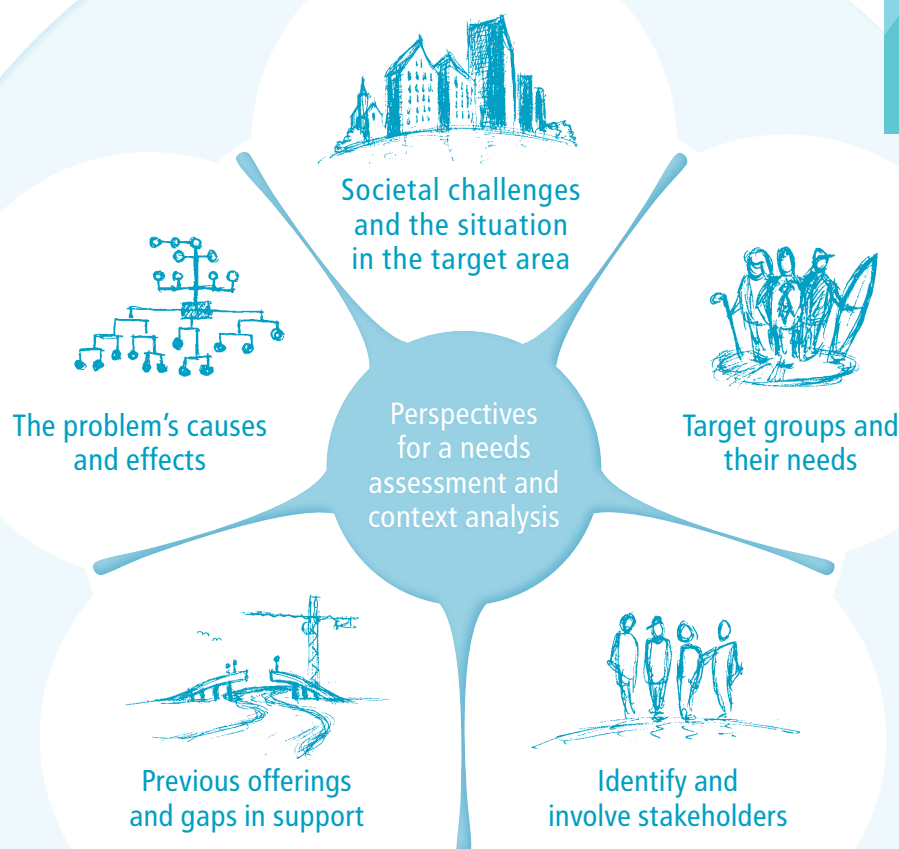 Societal challenges
and the situation
in the target area
The problem's causes
and effects
Perspectives
for a needs
assessment and
context analysis
Target groups and
their needs
Previous offerings
and gaps in support
Identify and
involve stakeholders